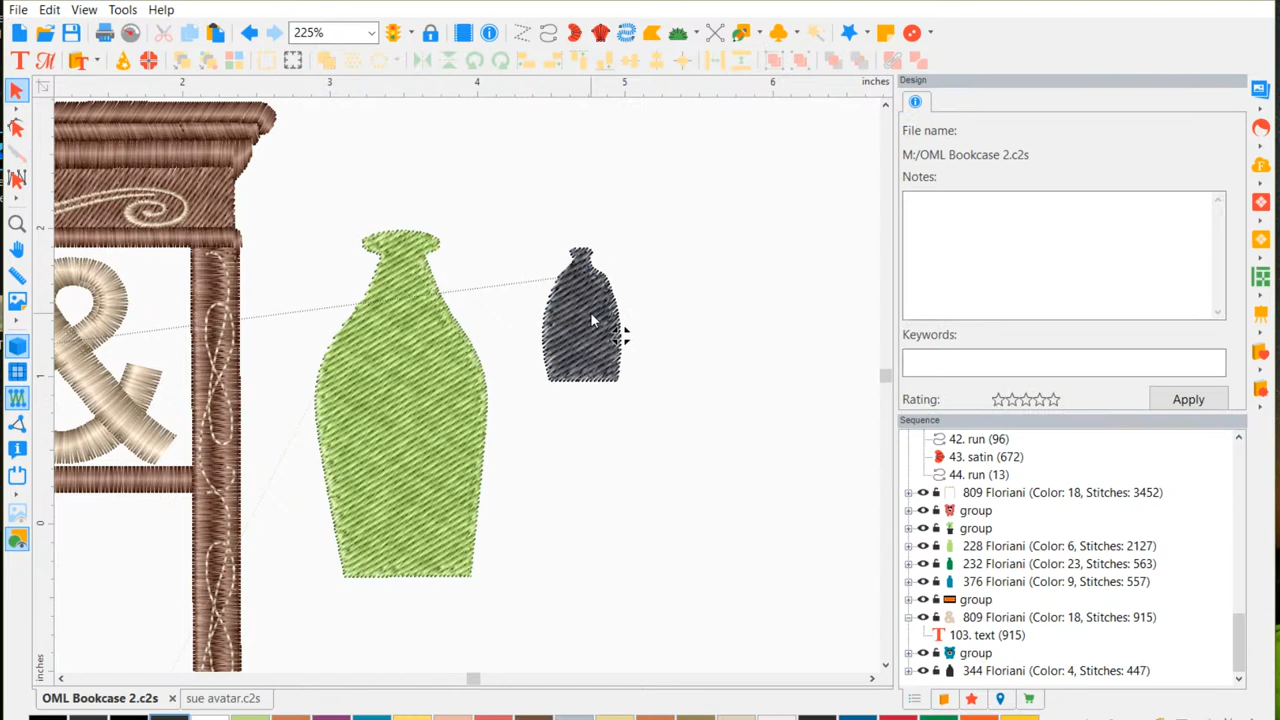 File Edit View Tools Help
225%
T M T
2 3 4 5 6 inches
2
1
0
inches
Design
File name:
M:/OML Bookcase 2.c2s
Notes:
Keywords:
Rating:
Apply
Sequence
42. run (96)
43. satin (672)
44. run (13)
809 Floriani (Color: 18, Stitches: 3452)
group
group
228 Floriani (Color: 6, Stitches: 2127)
232 Floriani (Color: 23, Stitches: 563)
376 Floriani (Color: 9, Stitches: 557)
group
809 Floriani (Color: 18, Stitches: 915)
T 103. text (915)
group
344 Floriani (Color: 4, Stitches: 447)
&
OML Bookcase 2.c2s sue avatar.c2s